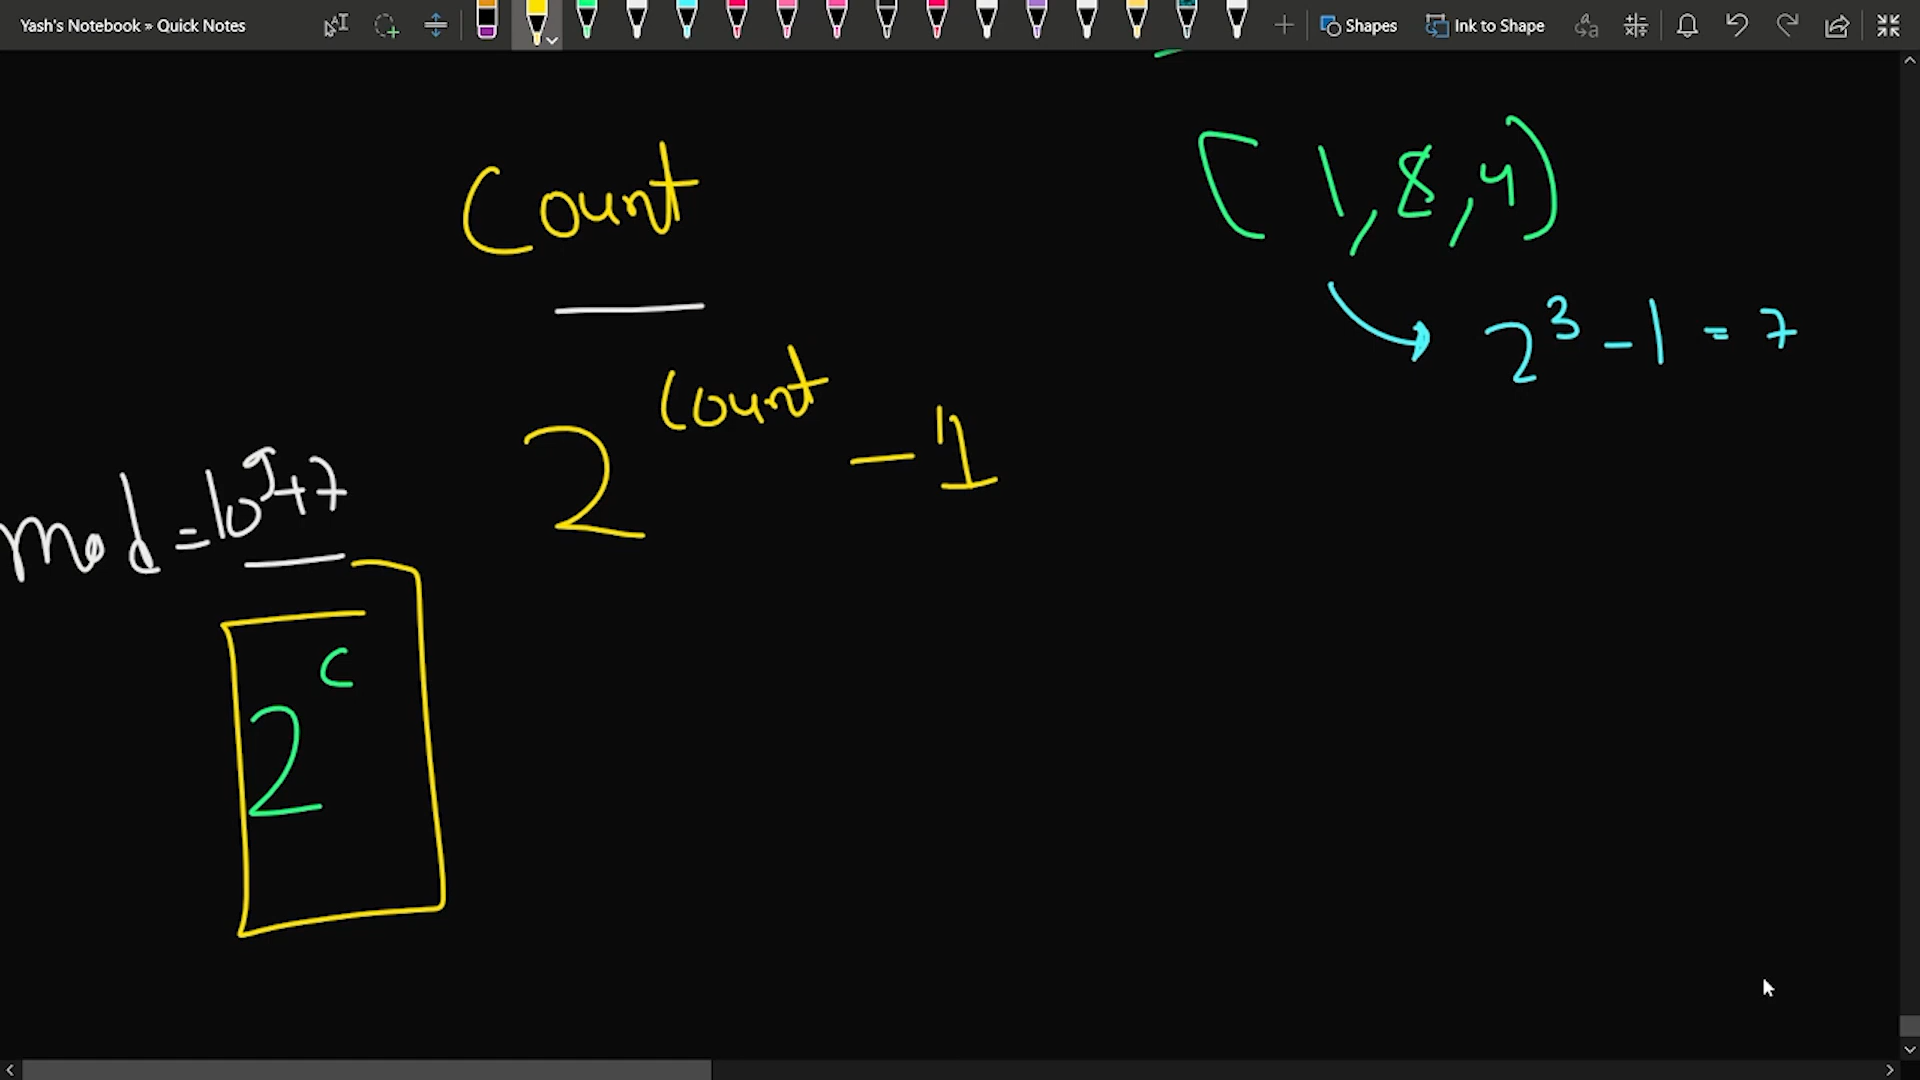 Yash's Notebook » Quick Notes
Shapes
Ink to Shape
Count
[1, 8, 4)
2^3 - 1 = 7
2^count - 1
Mod = 10^9+7
2^c